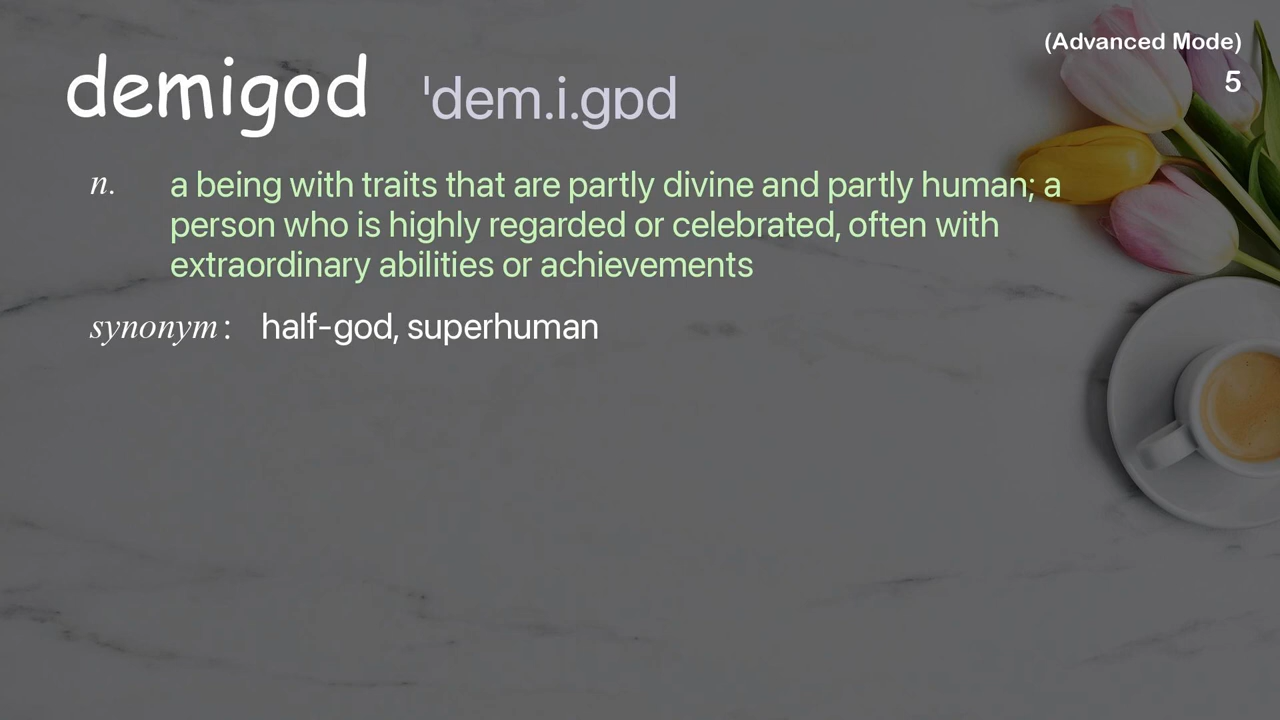 (Advanced Mode)
demigod ˈdem.i.gɒd
5
n. a being with traits that are partly divine and partly human; a
person who is highly regarded or celebrated, often with
extraordinary abilities or achievements
synonym : half-god, superhuman